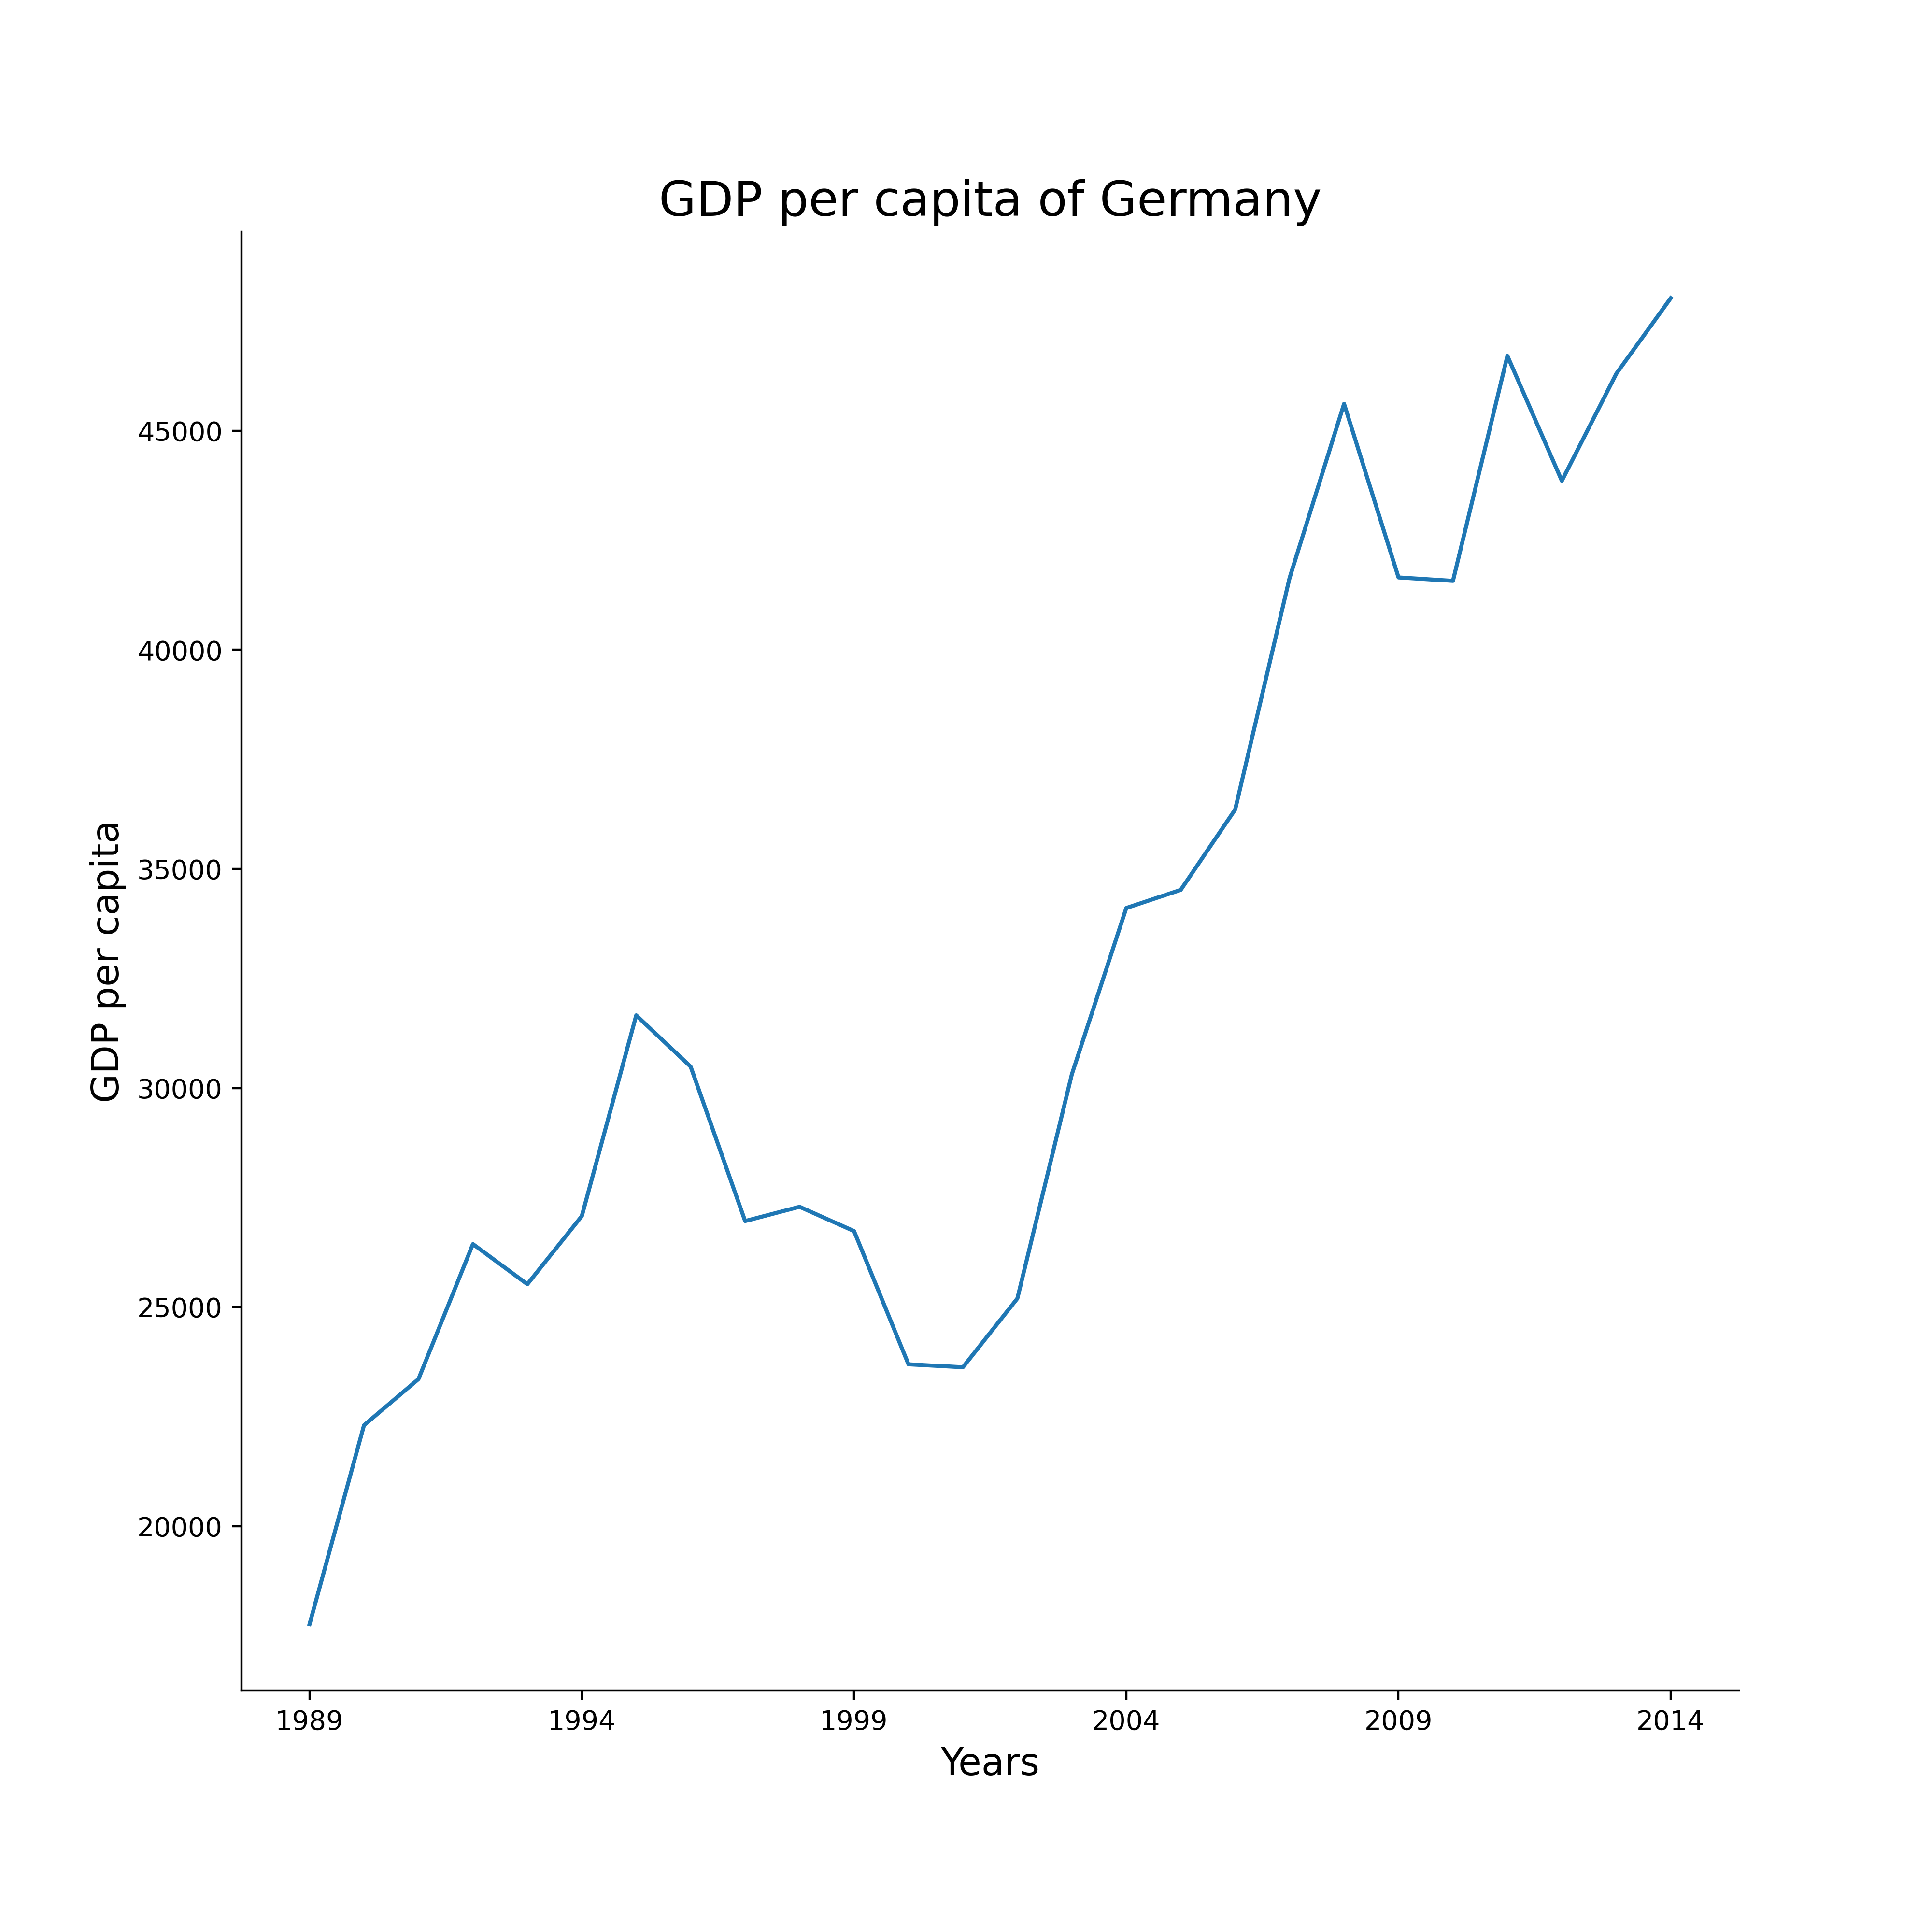 GDP per capita of Germany
45000
40000
35000
30000
25000
20000
GDP per capita
1989 1994 1999 2004 2009 2014
Years